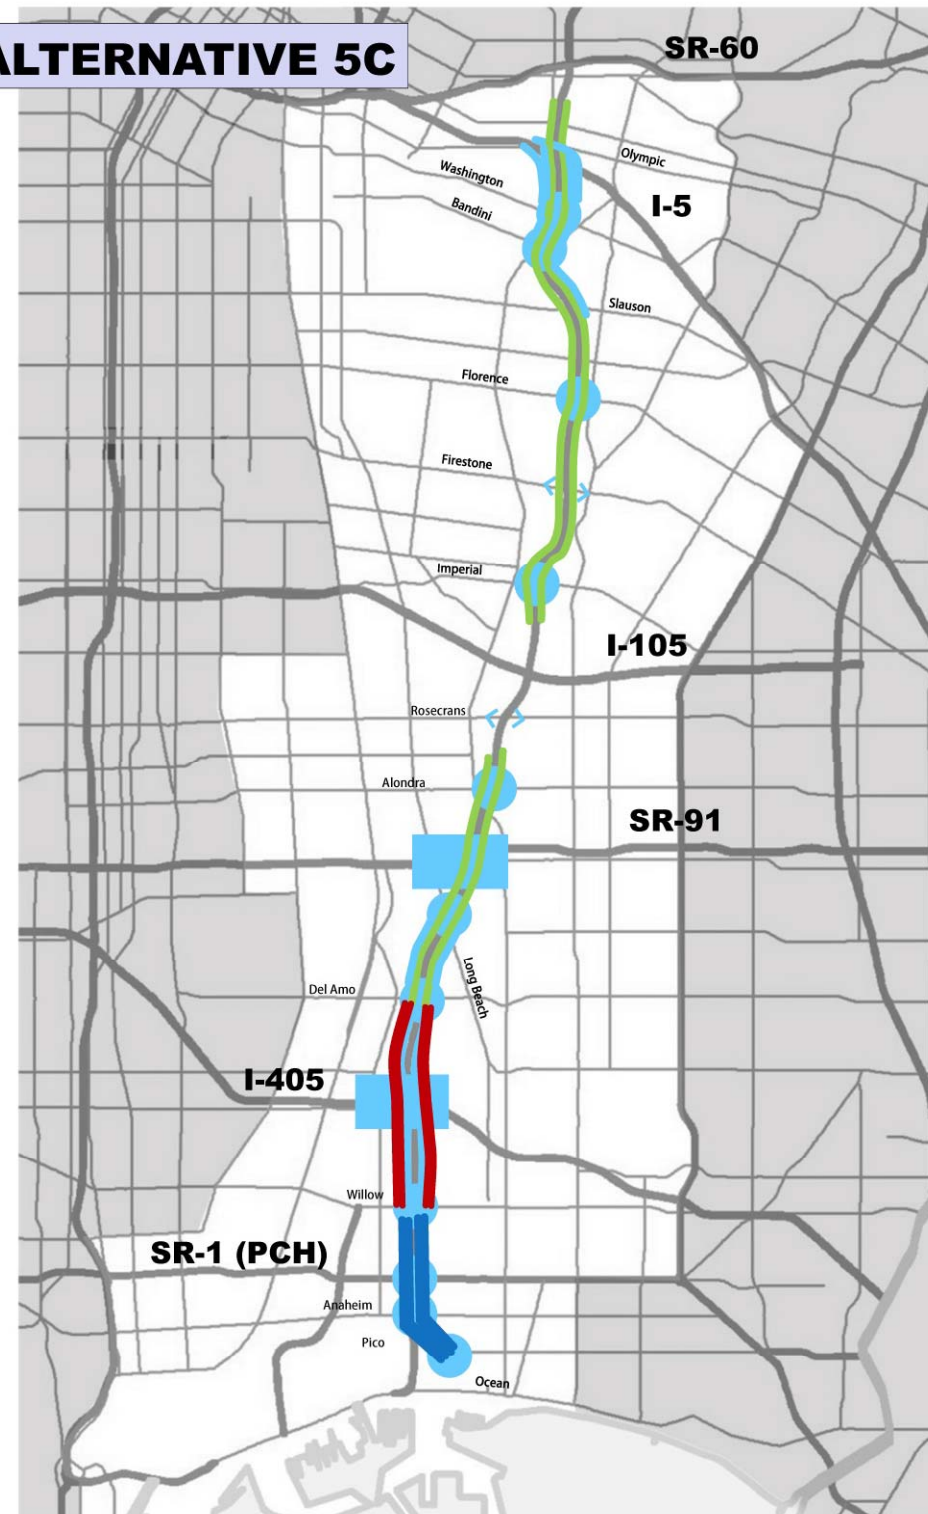 ALTERNATIVE 5C
SR-60
Olympic
Washington
I-5
Bandini
Slauson
Florence
Firestone
Imperial
I-105
Rosecrans
Alondra
SR-91
Long Beach
Del Amo
I-405
Willow
SR-1 (PCH)
Anaheim
Pico
Ocean